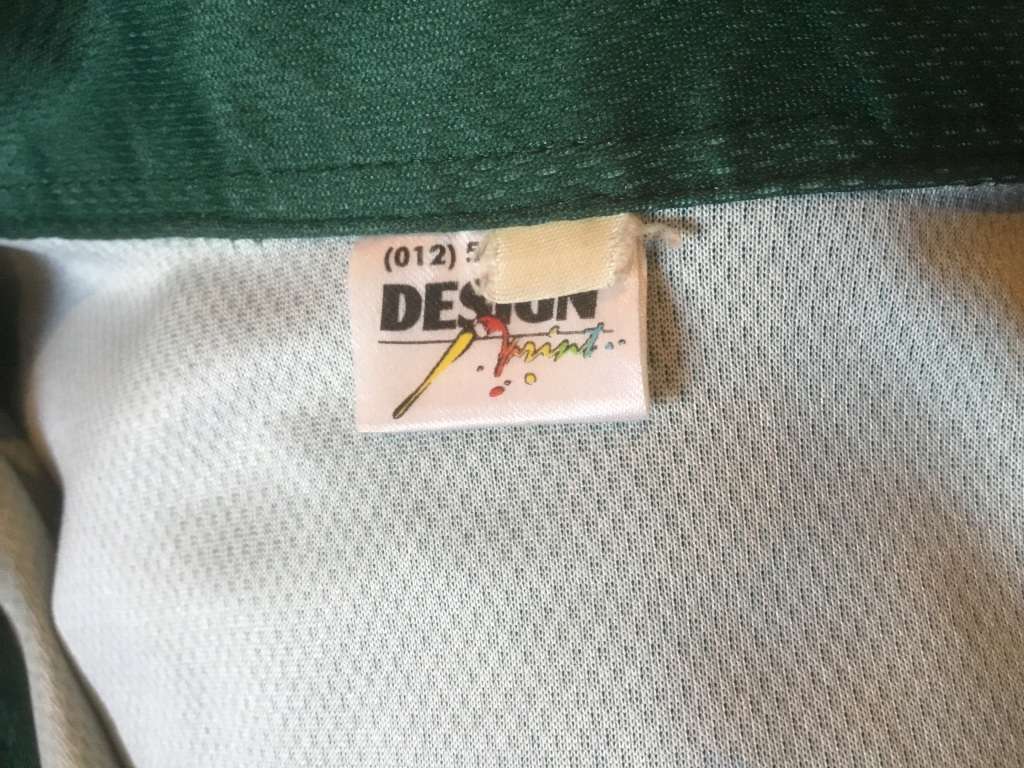 (012) 5
DESIGN
print